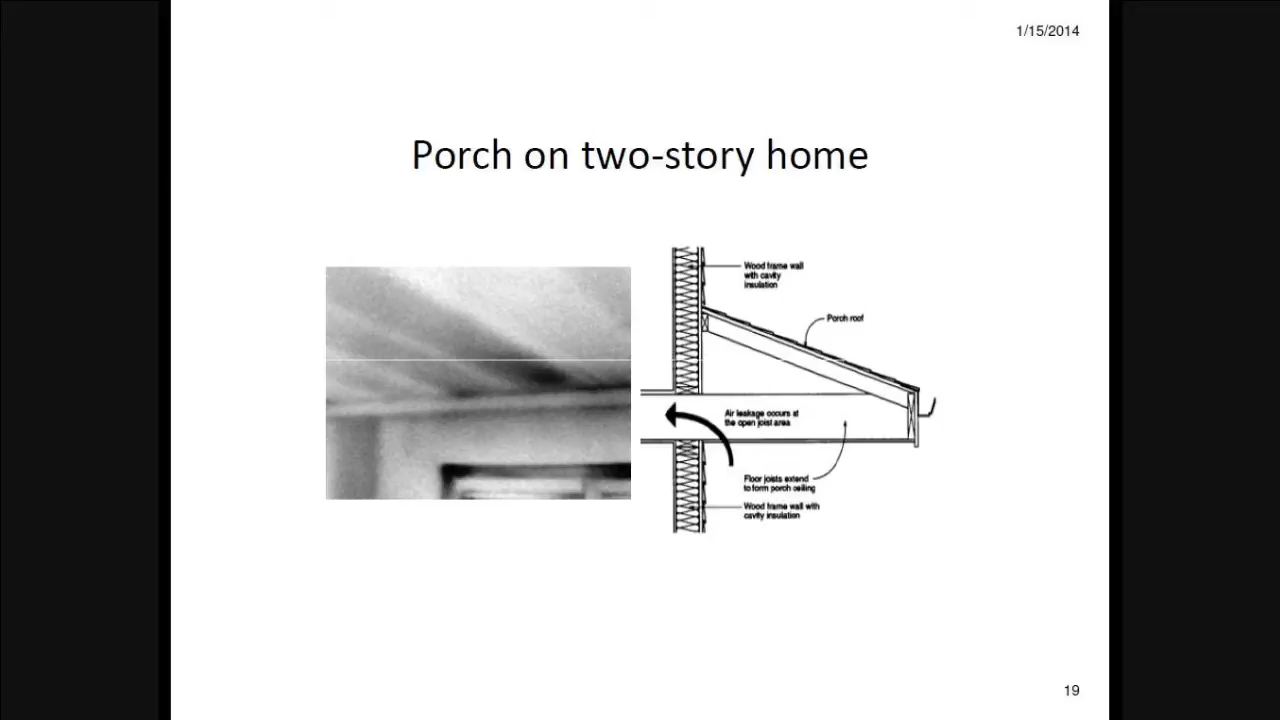 1/15/2014
Porch on two-story home
Wood frame wall
with cavity
insulation
Porch roof
Air leakage occurs at
the open joist area
Floor joists extend
to form porch ceiling
Wood frame wall with
cavity insulation
19